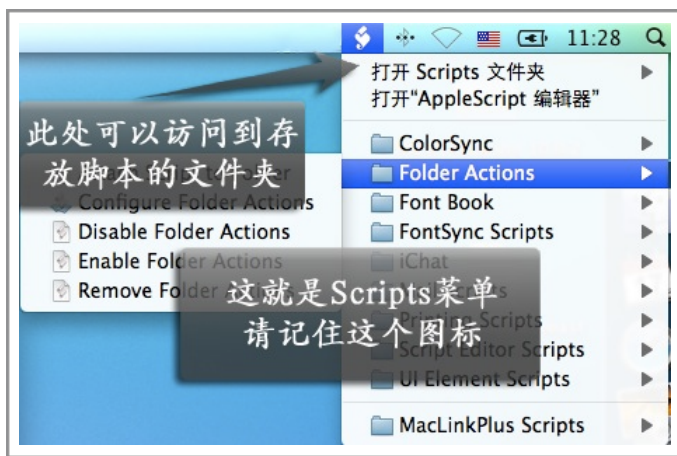 11:28
打开 Scripts 文件夹
打开“AppleScript 编辑器”
此处可以访问到存
放脚本的文件夹
ColorSync
Folder Actions
Font Book
FontSync Scripts
iChat
Printing Scripts
Script Editor Scripts
UI Element Scripts
MacLinkPlus Scripts
Configure Folder Actions
Disable Folder Actions
Enable Folder Actions
Remove Folder
这就是Scripts菜单
请记住这个图标